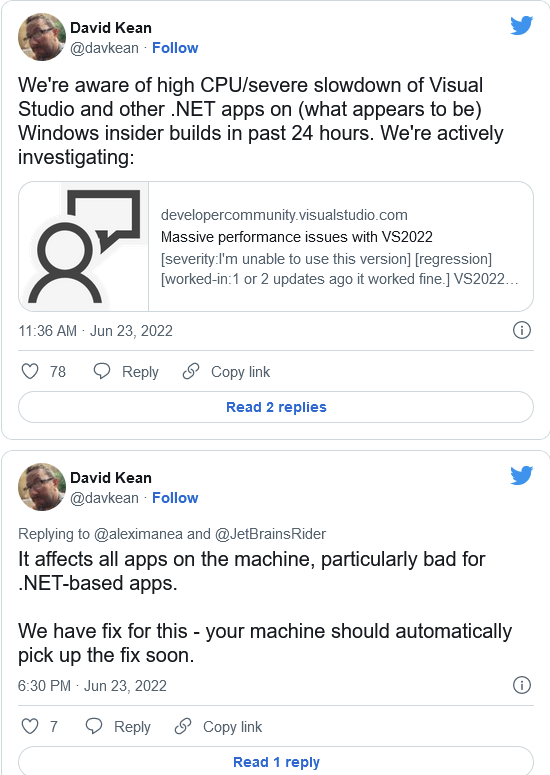 David Kean
@davkean · Follow
We're aware of high CPU/severe slowdown of Visual
Studio and other .NET apps on (what appears to be)
Windows insider builds in past 24 hours. We're actively
investigating:
developercommunity.visualstudio.com
Massive performance issues with VS2022
[severity:I'm unable to use this version] [regression]
[worked-in:1 or 2 updates ago it worked fine.] VS2022...
11:36 AM · Jun 23, 2022
78 Reply Copy link
Read 2 replies
David Kean
@davkean · Follow
Replying to @aleximanea and @JetBrainsRider
It affects all apps on the machine, particularly bad for
.NET-based apps.
We have fix for this - your machine should automatically
pick up the fix soon.
6:30 PM · Jun 23, 2022
7 Reply Copy link
Read 1 reply